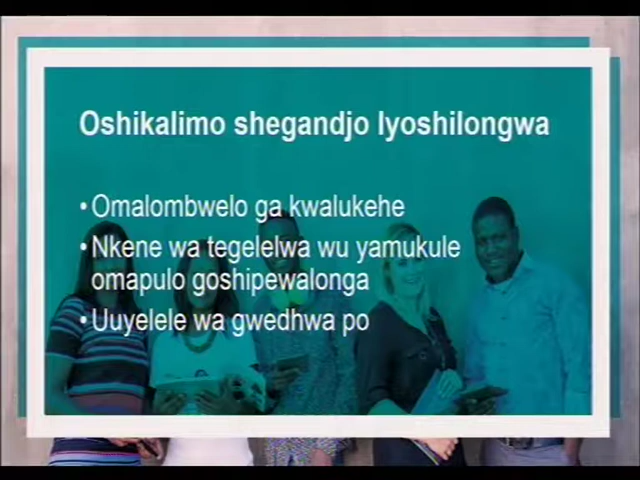 Oshikalimo shegandjo lyoshilongwa
• Omalombwelo ga kwalukehe
• Nkene wa tegelelwa wu yamukule
omapulo goshipewalonga
• Uuyelele wa gwedhwa po